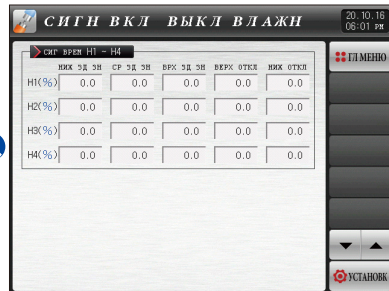 СИГН ВКЛ ВЫКЛ ВЛАЖН
20.10.16
06:01 PM
СИГ ВРЕМ H1 - H4
НИЖ ЗД ЗН СР ЗД ЗН ВРХ ЗД ЗН ВЕРХ ОТКЛ НИЖ ОТКЛ
H1(%) 0.0 0.0 0.0 0.0 0.0
H2(%) 0.0 0.0 0.0 0.0 0.0
H3(%) 0.0 0.0 0.0 0.0 0.0
H4(%) 0.0 0.0 0.0 0.0 0.0
ГЛ МЕНЮ
УСТАНОВК